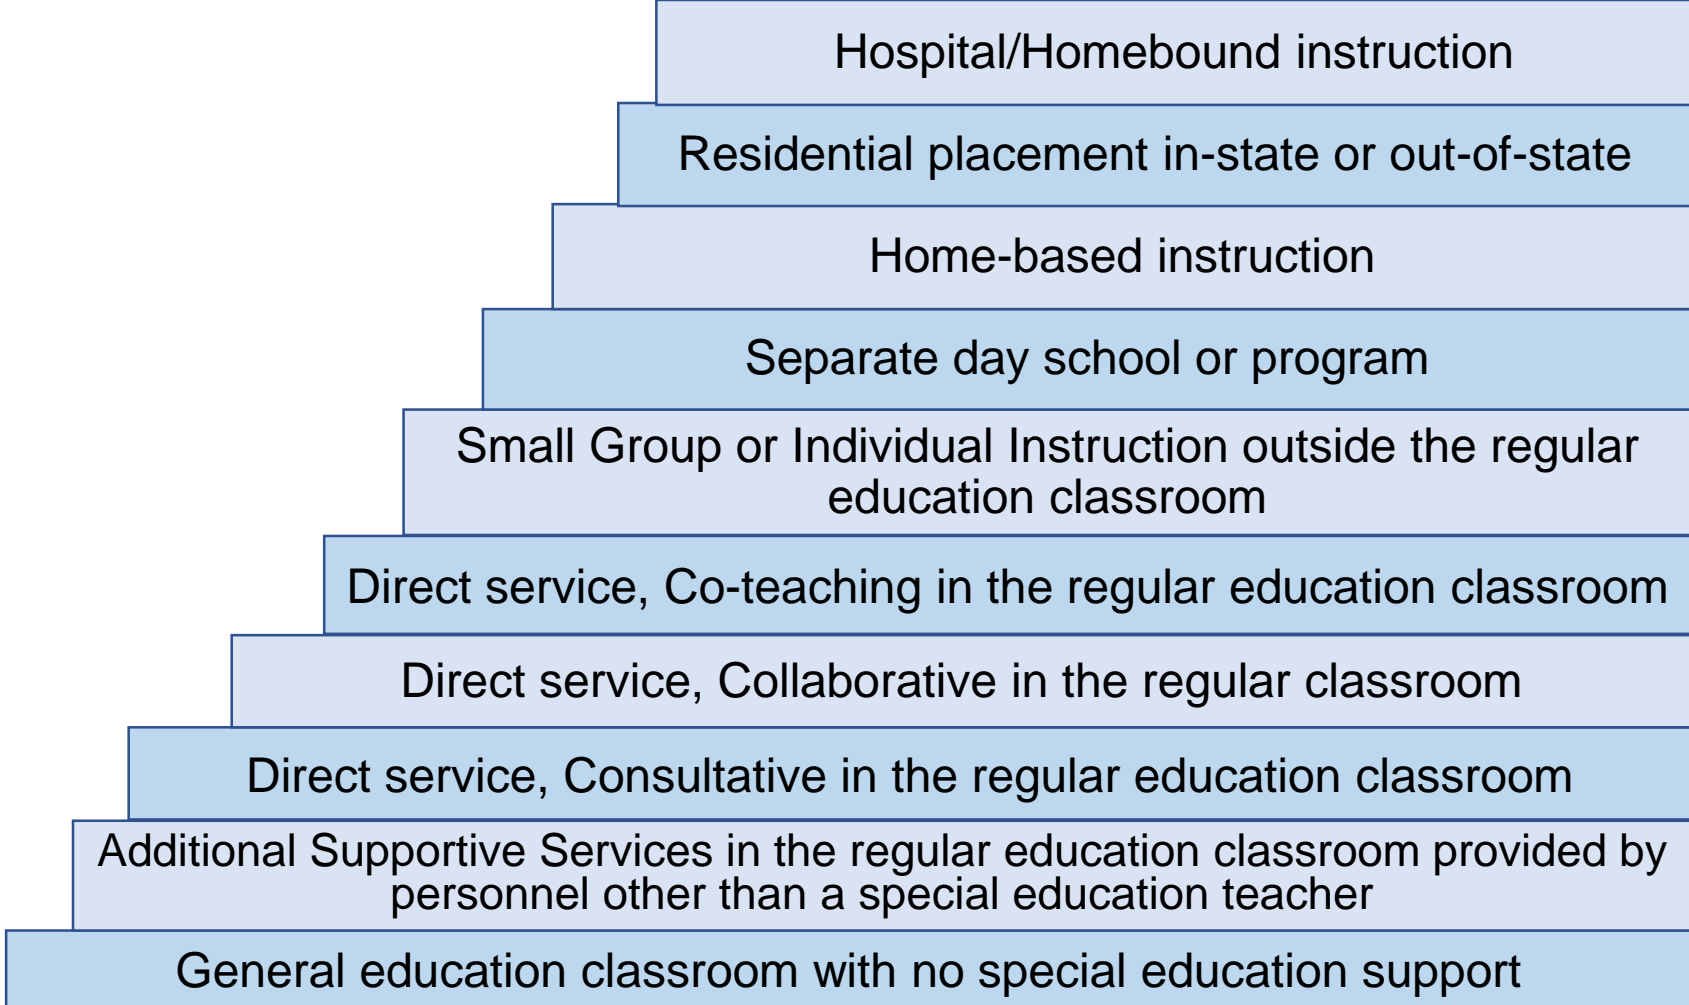 Hospital/Homebound instruction
Residential placement in-state or out-of-state
Home-based instruction
Separate day school or program
Small Group or Individual Instruction outside the regular
education classroom
Direct service, Co-teaching in the regular education classroom
Direct service, Collaborative in the regular classroom
Direct service, Consultative in the regular education classroom
Additional Supportive Services in the regular education classroom provided by
personnel other than a special education teacher
General education classroom with no special education support